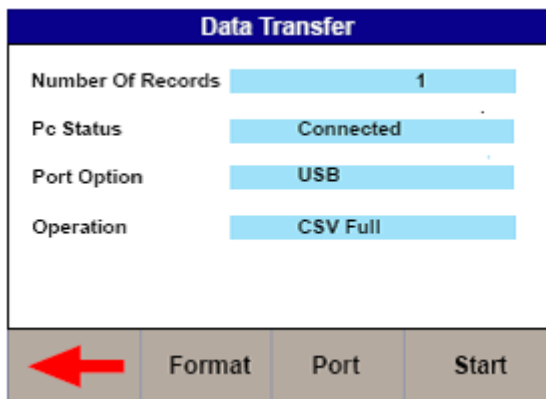 Data Transfer
Number Of Records 1
Pc Status Connected
Port Option USB
Operation CSV Full
Format Port Start